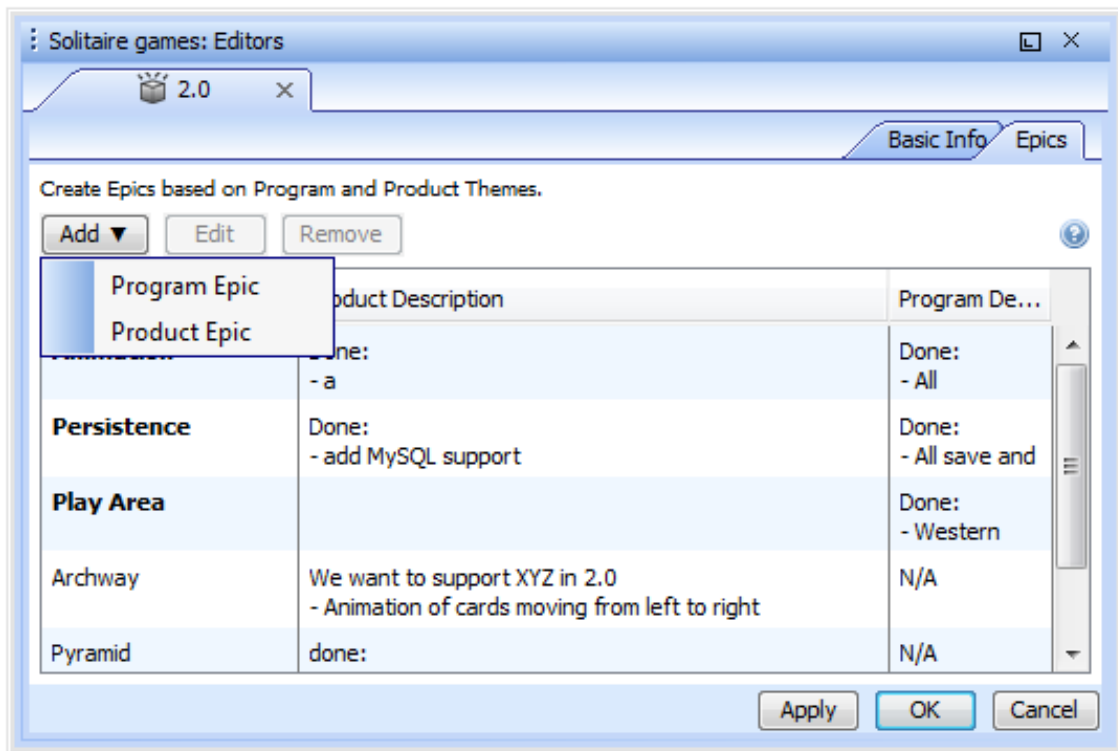 Solitaire games: Editors
2.0
Basic Info Epics
Create Epics based on Program and Product Themes.
Add ▼ Edit Remove
Program Epic
Product Epic
Description Program De...
Done:
- a
Done:
- All
Persistence
Done:
- add MySQL support
Done:
- All save and
Play Area
Done:
- Western
Archway
We want to support XYZ in 2.0
- Animation of cards moving from left to right
N/A
Pyramid done: N/A
Apply OK Cancel